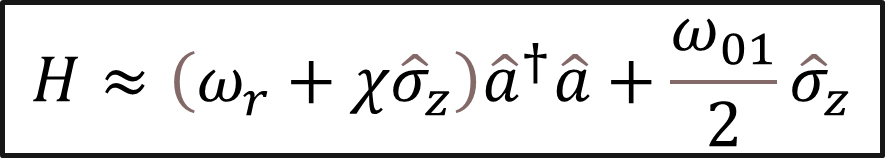 H ≈ (ω_r + χσ̂_z)â†â + ω_01/2 σ̂_z